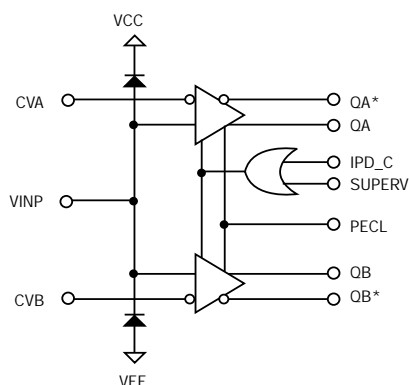 VCC
CVA
QA*
QA
IPD_C
SUPERV
VINP
PECL
QB
CVB
QB*
VEE